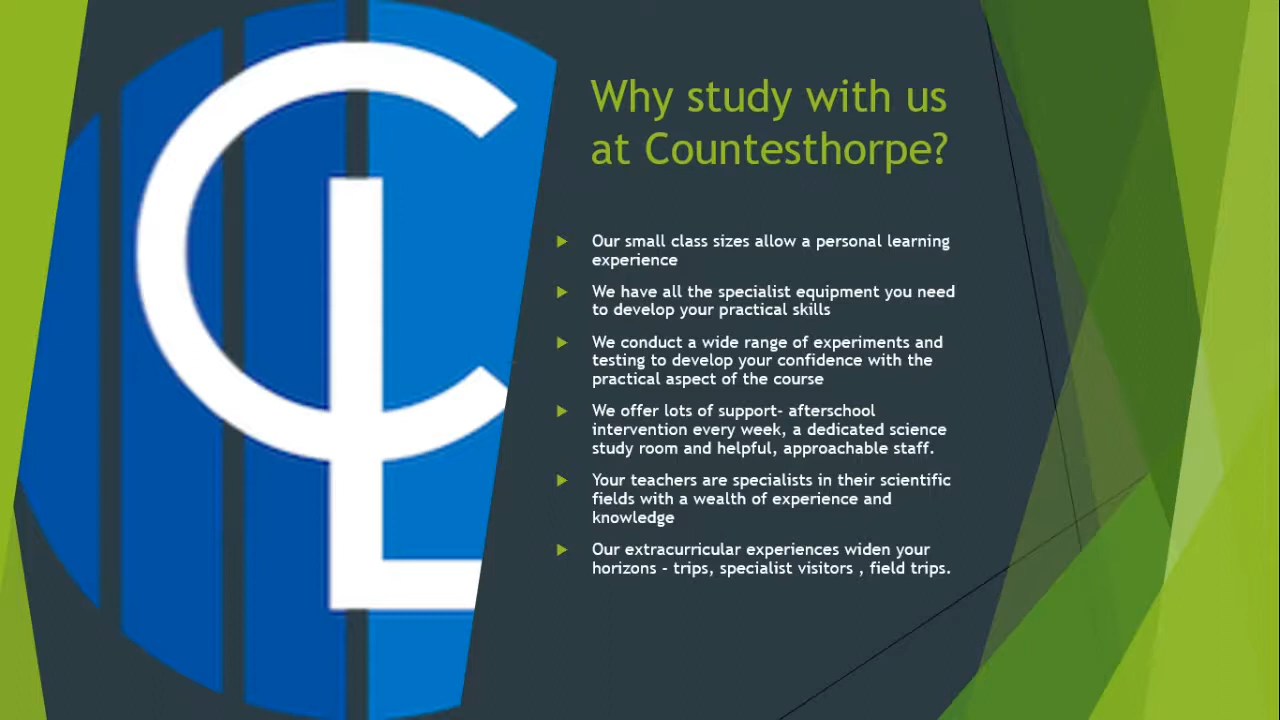 Why study with us
at Countesthorpe?
Our small class sizes allow a personal learning
experience
We have all the specialist equipment you need
to develop your practical skills
We conduct a wide range of experiments and
testing to develop your confidence with the
practical aspect of the course
We offer lots of support- afterschool
intervention every week, a dedicated science
study room and helpful, approachable staff.
Your teachers are specialists in their scientific
fields with a wealth of experience and
knowledge
Our extracurricular experiences widen your
horizons - trips, specialist visitors , field trips.